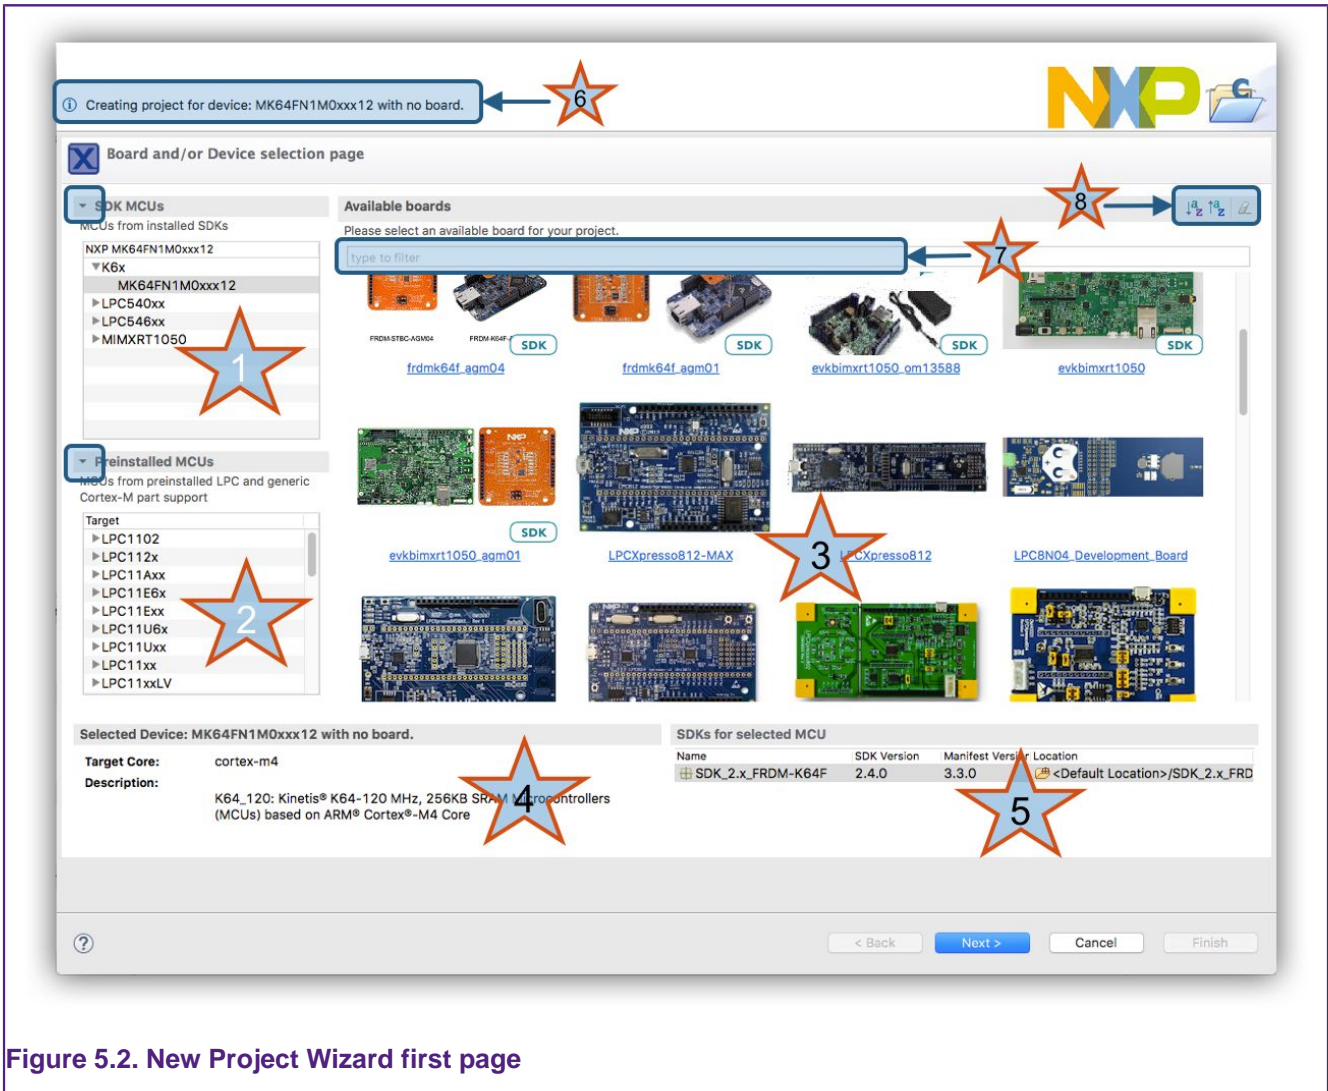 6
Creating project for device: MK64FN1M0xxx12 with no board.
NXP
C
Board and/or Device selection page
8
SDK MCUs
Available boards
MCUs from installed SDKs
Please select an available board for your project.
7
NXP MK64FN1M0xxx12
type to filter
K6x
MK64FN1M0xxx12
LPC540xx
LPC546xx
MIMXRT1050
1
FRDM-STBC-AGM04
SDK
SDK
SDK
SDK
frdmk64f_agm04
frdmk64f_agm01
evkbimxrt1050_om13588
evkbimxrt1050
Preinstalled MCUs
MCUs from preinstalled LPC and generic
Cortex-M part support
Target
LPC1102
LPC112x
LPC11Axx
LPC11E6x
LPC11Exx
LPC11U6x
LPC11Uxx
LPC11xx
LPC11xxLV
2
SDK
3
evkbimxrt1050_agm01
LPCXpresso812-MAX
LPCXpresso812
LPC8N04_Development_Board
Selected Device: MK64FN1M0xxx12 with no board.
SDKs for selected MCU
Target Core: cortex-m4
Name SDK Version Manifest Version Location
SDK_2.x_FRDM-K64F 2.4.0 3.3.0 <Default Location>/SDK_2.x_FRD
Description:
K64_120: Kinetis® K64-120 MHz, 256KB SRAM Microcontrollers
(MCUs) based on ARM® Cortex®-M4 Core
4
5
?
< Back
Next >
Cancel
Finish
Figure 5.2. New Project Wizard first page